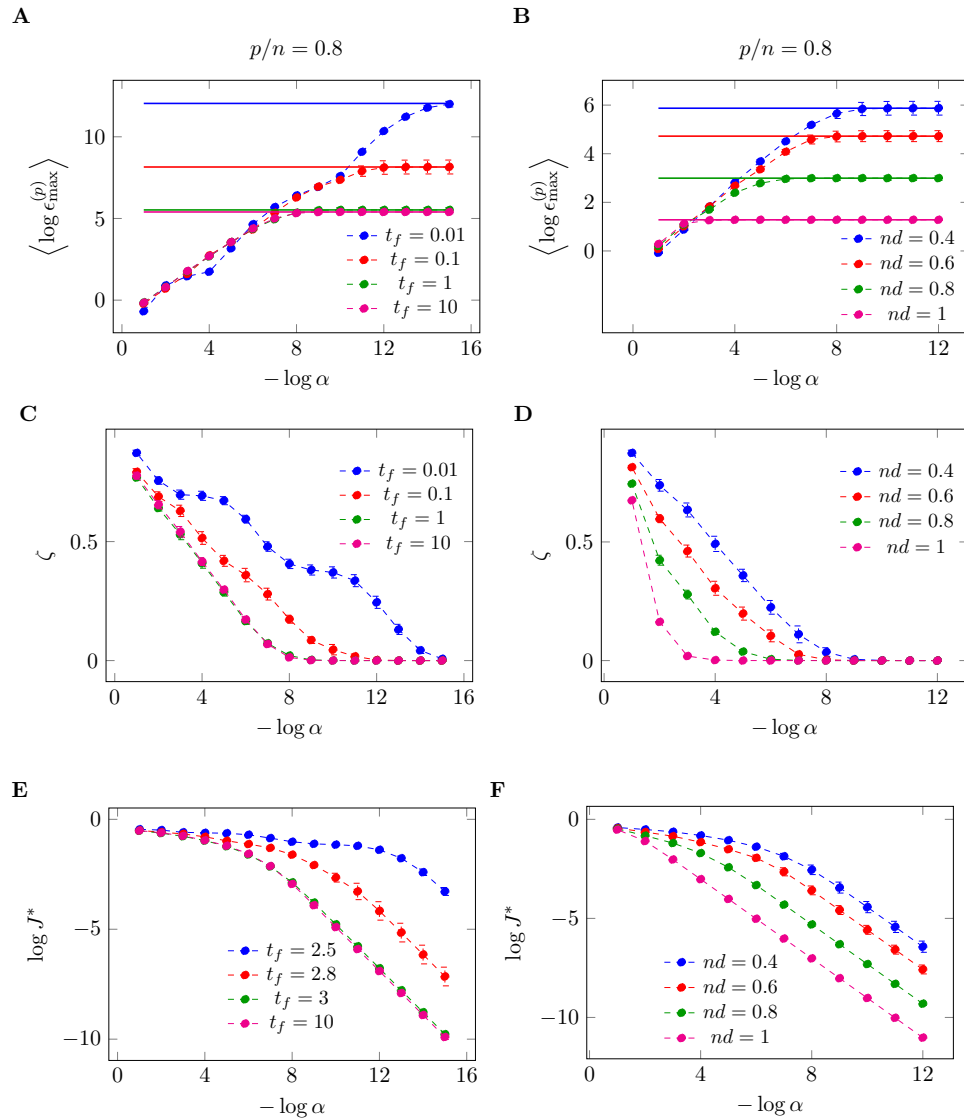 A
p/n = 0.8
⟨log ϵ_max^(p)⟩
10
5
0
t_f = 0.01
t_f = 0.1
t_f = 1
t_f = 10
0 4 8 12 16
− log α
B
p/n = 0.8
⟨log ϵ_max^(p)⟩
6
4
2
0
nd = 0.4
nd = 0.6
nd = 0.8
nd = 1
0 4 8 12
− log α
C
ζ
0.5
0
t_f = 0.01
t_f = 0.1
t_f = 1
t_f = 10
0 4 8 12 16
− log α
D
ζ
0.5
0
nd = 0.4
nd = 0.6
nd = 0.8
nd = 1
0 4 8 12
− log α
E
log J*
0
−5
−10
t_f = 2.5
t_f = 2.8
t_f = 3
t_f = 10
0 4 8 12 16
− log α
F
log J*
0
−5
−10
nd = 0.4
nd = 0.6
nd = 0.8
nd = 1
0 4 8 12
− log α